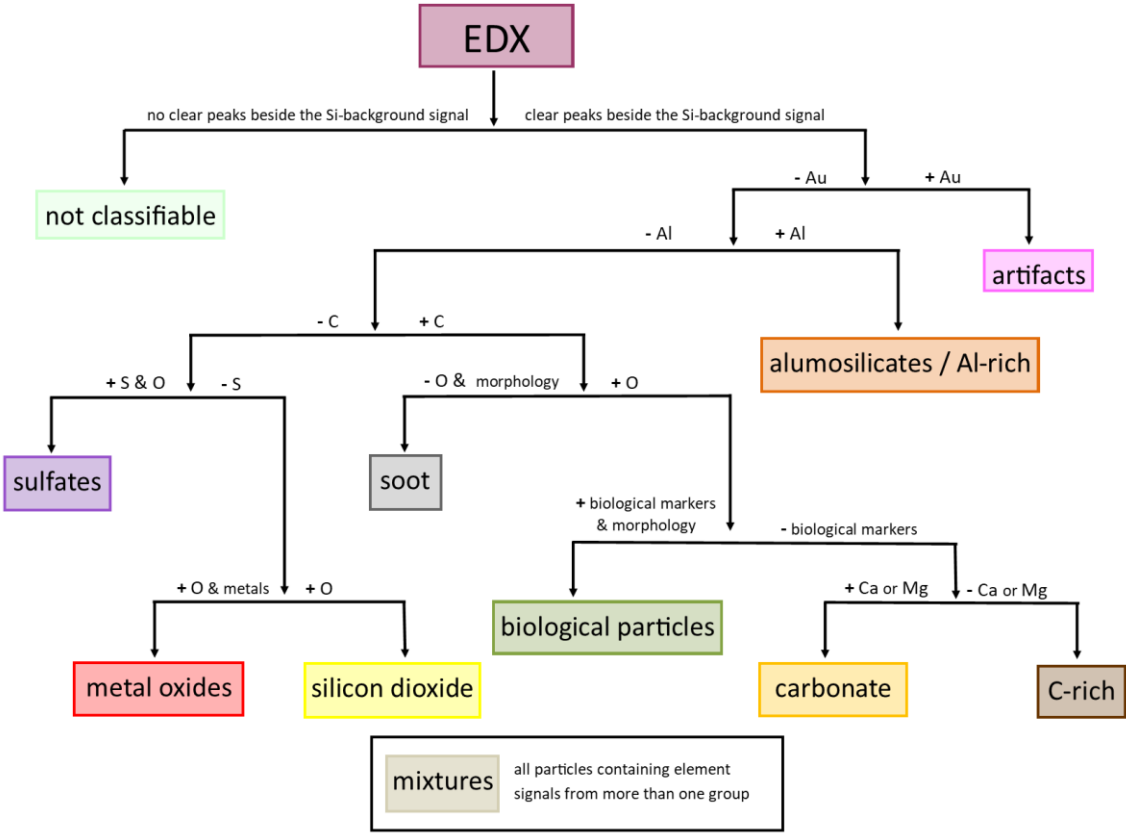 EDX
no clear peaks beside the Si-background signal
clear peaks beside the Si-background signal
not classifiable
- Au
+ Au
- Al
+ Al
artifacts
- C
+ C
alumosilicates / Al-rich
+ S & O
- S
- O & morphology
+ O
sulfates
soot
+ biological markers
& morphology
- biological markers
+ O & metals
+ O
biological particles
+ Ca or Mg
- Ca or Mg
metal oxides
silicon dioxide
carbonate
C-rich
mixtures
all particles containing element
signals from more than one group